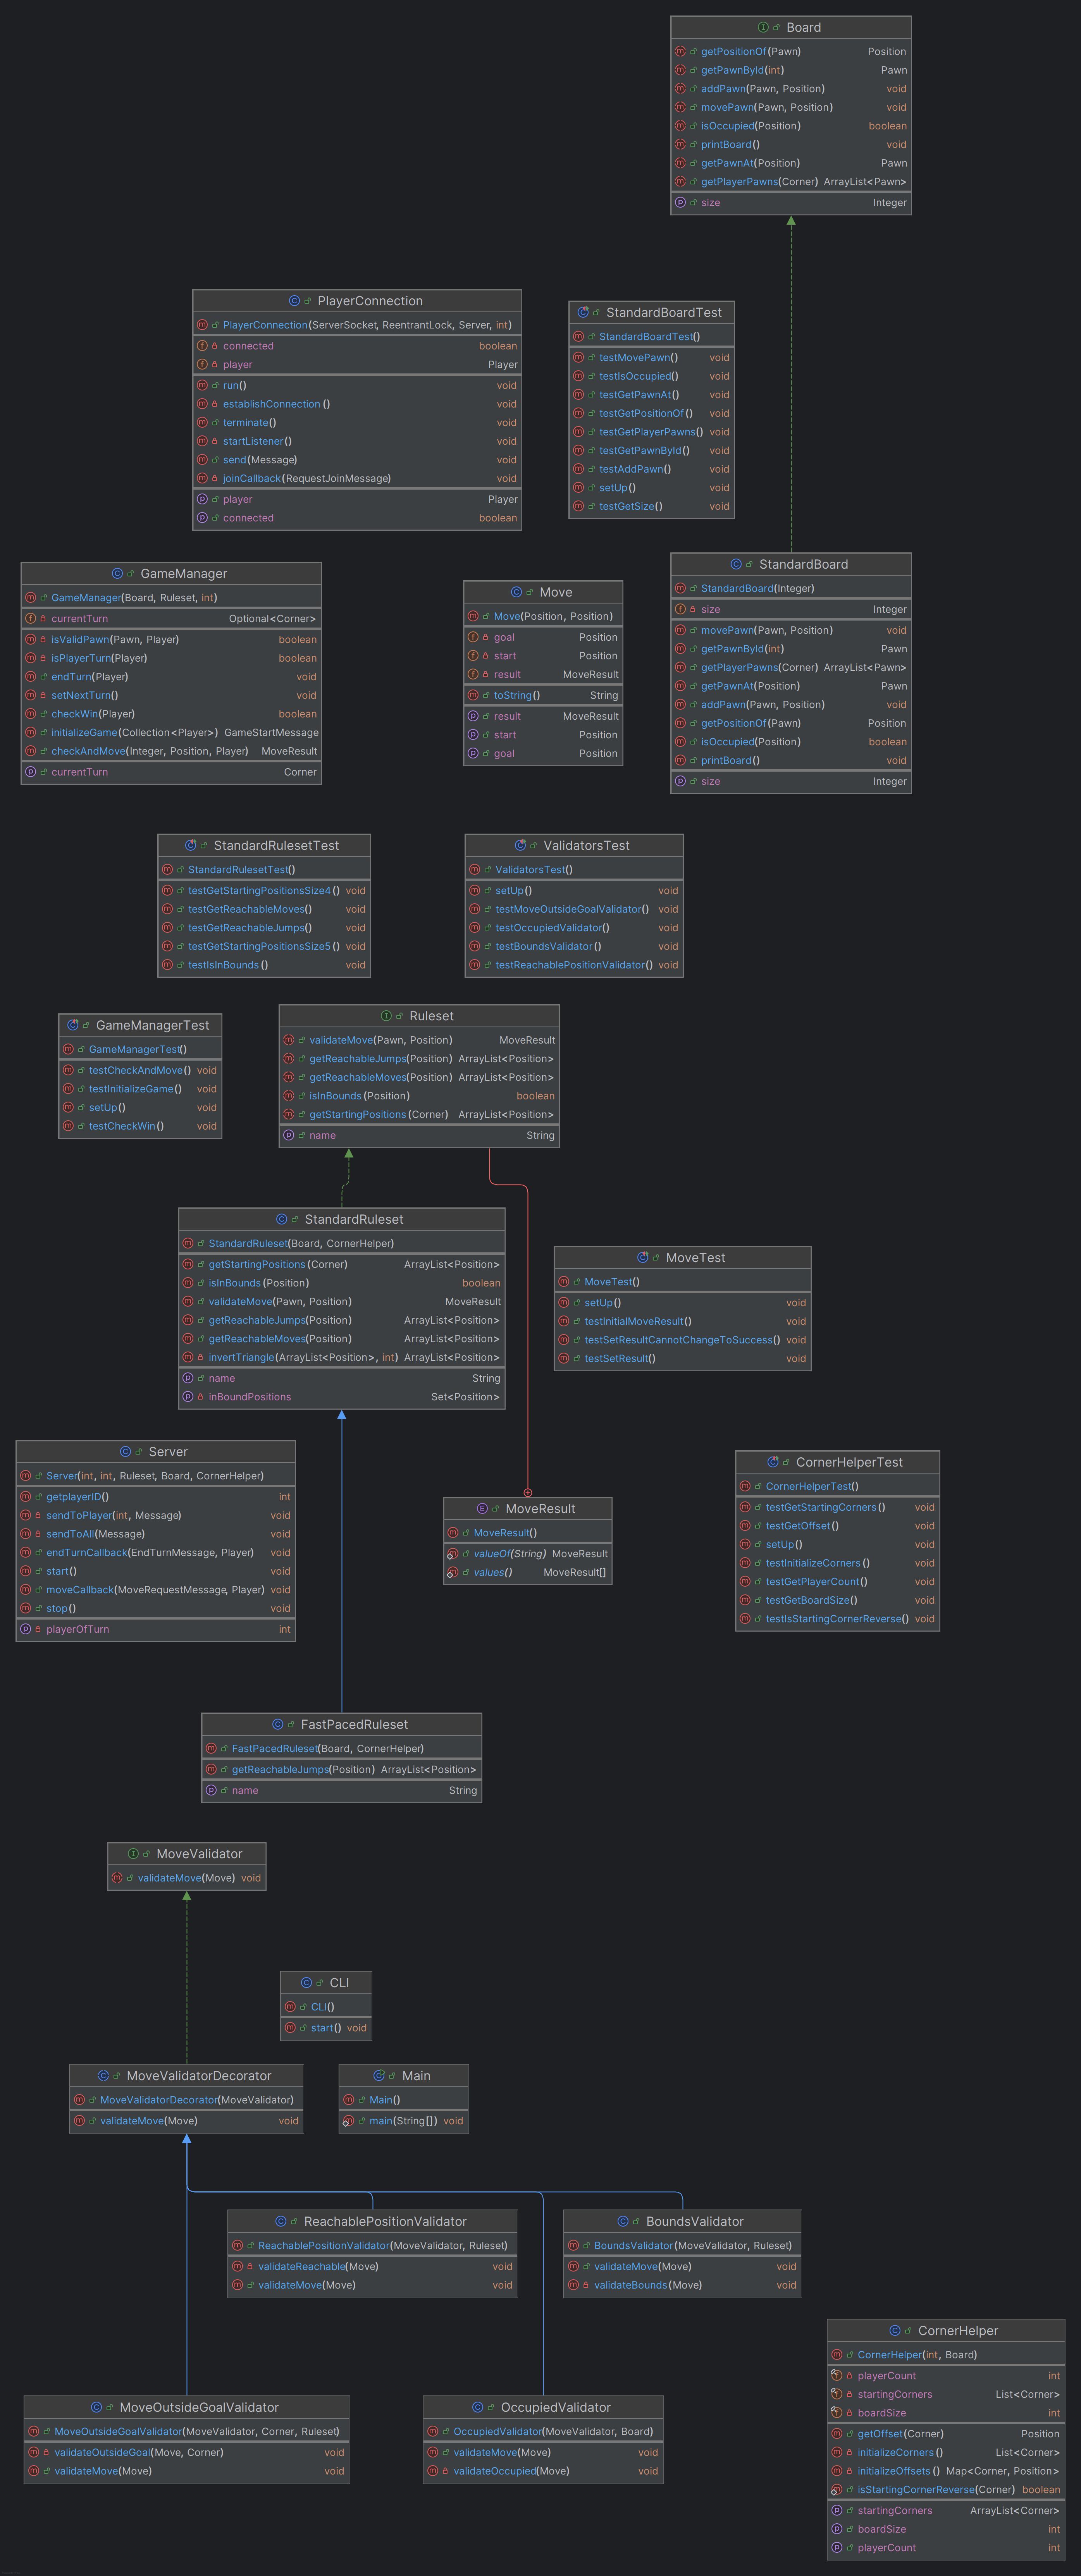 Board
getPositionOf(Pawn) Position
getPawnById(int) Pawn
addPawn(Pawn, Position) void
movePawn(Pawn, Position) void
isOccupied(Position) boolean
printBoard() void
getPawnAt(Position) Pawn
getPlayerPawns(Corner) ArrayList<Pawn>
size Integer
PlayerConnection
PlayerConnection(ServerSocket, ReentrantLock, Server, int)
connected boolean
player Player
run() void
establishConnection() void
terminate() void
startListener() void
send(Message) void
joinCallback(RequestJoinMessage) void
player Player
connected boolean
StandardBoardTest
StandardBoardTest()
testMovePawn() void
testIsOccupied() void
testGetPawnAt() void
testGetPositionOf() void
testGetPlayerPawns() void
testGetPawnById() void
testAddPawn() void
setUp() void
testGetSize() void
GameManager
GameManager(Board, Ruleset, int)
currentTurn Optional<Corner>
isValidPawn(Pawn, Player) boolean
isPlayerTurn(Player) boolean
endTurn(Player) void
setNextTurn() void
checkWin(Player) boolean
initializeGame(Collection<Player>) GameStartMessage
checkAndMove(Integer, Position, Player) MoveResult
currentTurn Corner
Move
Move(Position, Position)
goal Position
start Position
result MoveResult
toString() String
result MoveResult
start Position
goal Position
StandardBoard
StandardBoard(Integer)
size Integer
movePawn(Pawn, Position) void
getPawnById(int) Pawn
getPlayerPawns(Corner) ArrayList<Pawn>
getPawnAt(Position) Pawn
addPawn(Pawn, Position) void
getPositionOf(Pawn) Position
isOccupied(Position) boolean
printBoard() void
size Integer
StandardRulesetTest
StandardRulesetTest()
testGetStartingPositionsSize4() void
testGetReachableMoves() void
testGetReachableJumps() void
testGetStartingPositionsSize5() void
testIsInBounds() void
ValidatorsTest
ValidatorsTest()
setUp() void
testMoveOutsideGoalValidator() void
testOccupiedValidator() void
testBoundsValidator() void
testReachablePositionValidator() void
GameManagerTest
GameManagerTest()
testCheckAndMove() void
testInitializeGame() void
setUp() void
testCheckWin() void
Ruleset
validateMove(Pawn, Position) MoveResult
getReachableJumps(Position) ArrayList<Position>
getReachableMoves(Position) ArrayList<Position>
isInBounds(Position) boolean
getStartingPositions(Corner) ArrayList<Position>
name String
StandardRuleset
StandardRuleset(Board, CornerHelper)
getStartingPositions(Corner) ArrayList<Position>
isInBounds(Position) boolean
validateMove(Pawn, Position) MoveResult
getReachableJumps(Position) ArrayList<Position>
getReachableMoves(Position) ArrayList<Position>
invertTriangle(ArrayList<Position>, int) ArrayList<Position>
name String
inBoundPositions Set<Position>
MoveTest
MoveTest()
setUp() void
testInitialMoveResult() void
testSetResultCannotChangeToSuccess() void
testSetResult() void
Server
Server(int, int, Ruleset, Board, CornerHelper)
getplayerID() int
sendToPlayer(int, Message) void
sendToAll(Message) void
endTurnCallback(EndTurnMessage, Player) void
start() void
moveCallback(MoveRequestMessage, Player) void
stop() void
playerOfTurn int
CornerHelperTest
CornerHelperTest()
testGetStartingCorners() void
testGetOffset() void
setUp() void
testInitializeCorners() void
testGetPlayerCount() void
testGetBoardSize() void
testIsStartingCornerReverse() void
MoveResult
MoveResult()
valueOf(String) MoveResult
values() MoveResult[]
FastPacedRuleset
FastPacedRuleset(Board, CornerHelper)
getReachableJumps(Position) ArrayList<Position>
name String
MoveValidator
validateMove(Move) void
CLI
CLI()
start() void
MoveValidatorDecorator
MoveValidatorDecorator(MoveValidator)
validateMove(Move) void
Main
Main()
main(String[]) void
ReachablePositionValidator
ReachablePositionValidator(MoveValidator, Ruleset)
validateReachable(Move) void
validateMove(Move) void
BoundsValidator
BoundsValidator(MoveValidator, Ruleset)
validateMove(Move) void
validateBounds(Move) void
CornerHelper
CornerHelper(int, Board)
playerCount int
startingCorners List<Corner>
boardSize int
getOffset(Corner) Position
initializeCorners() List<Corner>
initializeOffsets() Map<Corner, Position>
isStartingCornerReverse(Corner) boolean
startingCorners ArrayList<Corner>
boardSize int
playerCount int
MoveOutsideGoalValidator
MoveOutsideGoalValidator(MoveValidator, Corner, Ruleset)
validateOutsideGoal(Move, Corner) void
validateMove(Move) void
OccupiedValidator
OccupiedValidator(MoveValidator, Board)
validateMove(Move) void
validateOccupied(Move) void